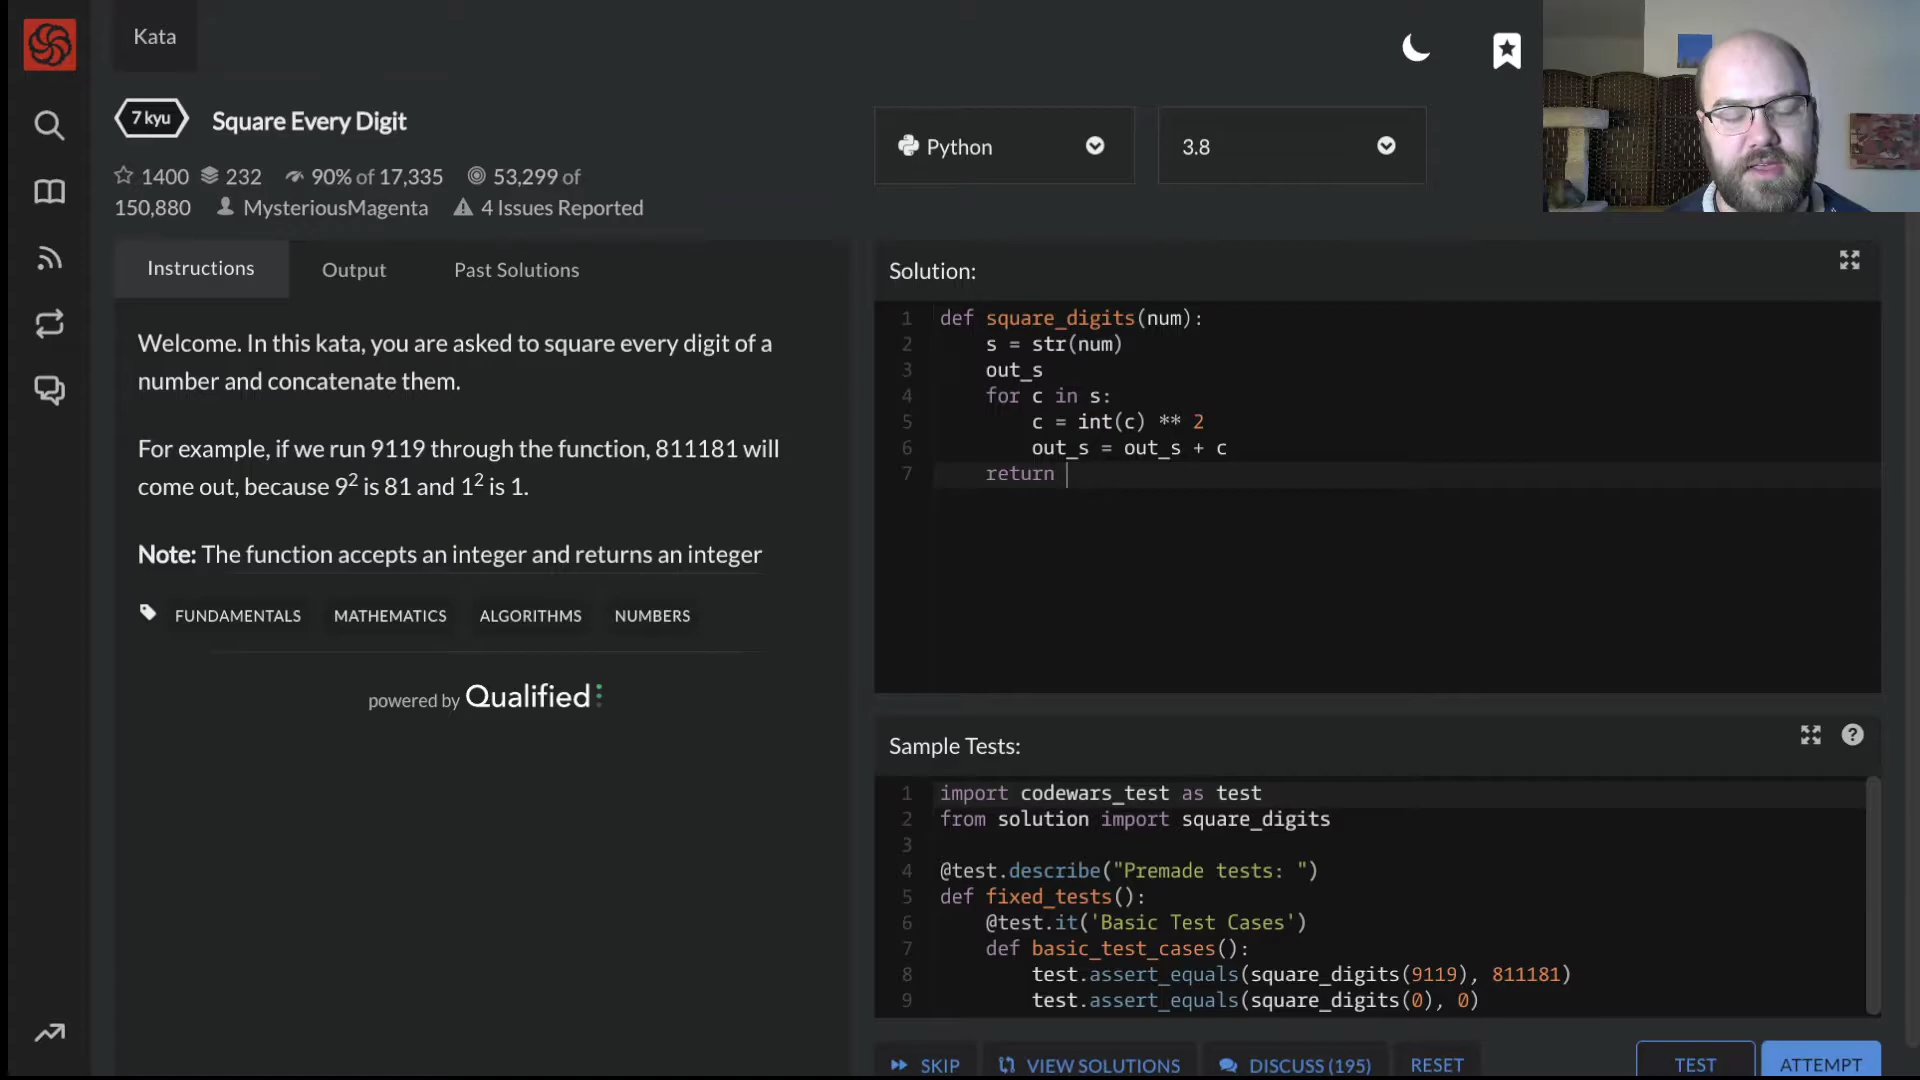 Kata
7 kyu
Square Every Digit
1400 232 90% of 17,335 53,299 of
150,880 MysteriousMagenta 4 Issues Reported
Python
3.8
Instructions
Output
Past Solutions
Welcome. In this kata, you are asked to square every digit of a
number and concatenate them.
For example, if we run 9119 through the function, 811181 will
come out, because 9² is 81 and 1² is 1.
Note: The function accepts an integer and returns an integer
FUNDAMENTALS MATHEMATICS ALGORITHMS NUMBERS
powered by Qualified
Solution:
1 def square_digits(num):
2     s = str(num)
3     out_s
4     for c in s:
5         c = int(c) ** 2
6         out_s = out_s + c
7     return
Sample Tests:
?
1 import codewars_test as test
2 from solution import square_digits
3
4 @test.describe("Premade tests: ")
5 def fixed_tests():
6     @test.it('Basic Test Cases')
7     def basic_test_cases():
8         test.assert_equals(square_digits(9119), 811181)
9         test.assert_equals(square_digits(0), 0)
SKIP
VIEW SOLUTIONS
DISCUSS (195)
RESET
TEST
ATTEMPT